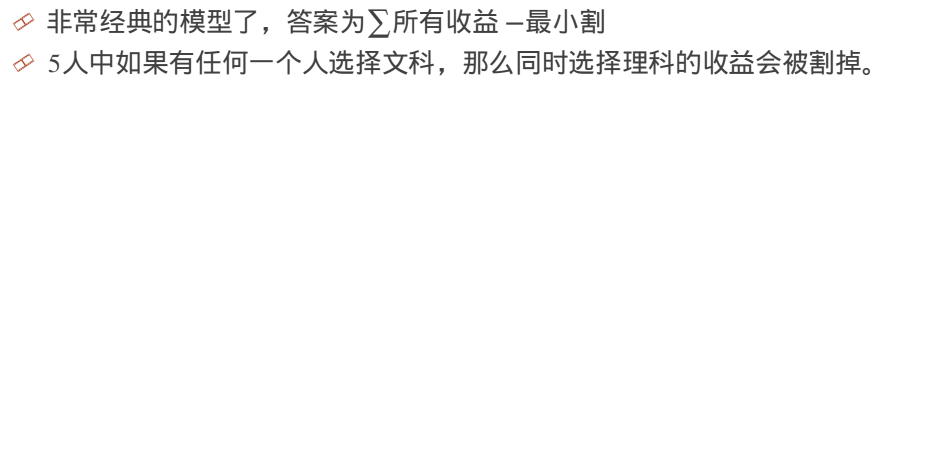 非常经典的模型了，答案为∑所有收益 −最小割
5人中如果有任何一个人选择文科，那么同时选择理科的收益会被割掉。